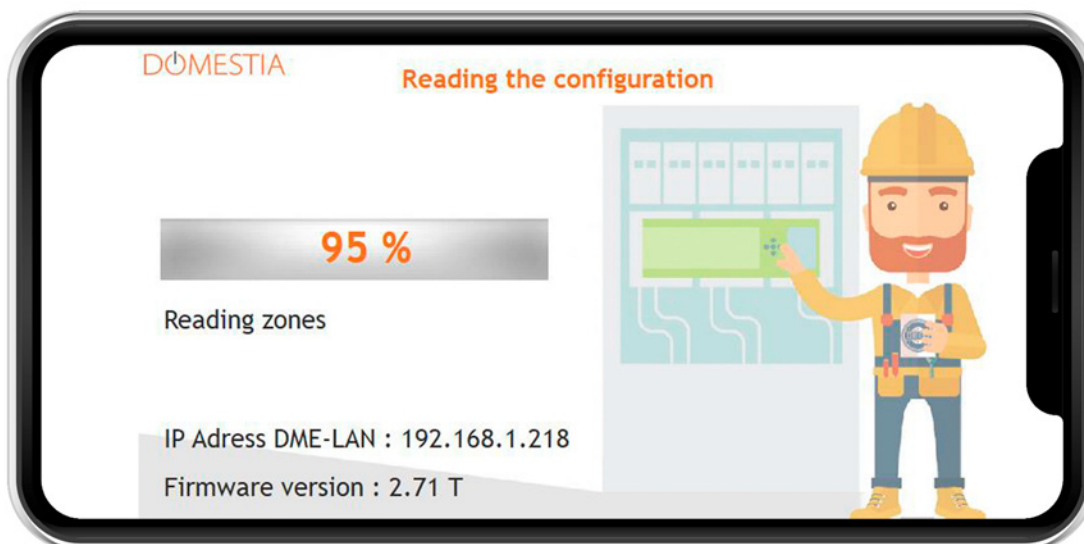 DOMESTIA
Reading the configuration
95 %
Reading zones
IP Adress DME-LAN : 192.168.1.218
Firmware version : 2.71 T